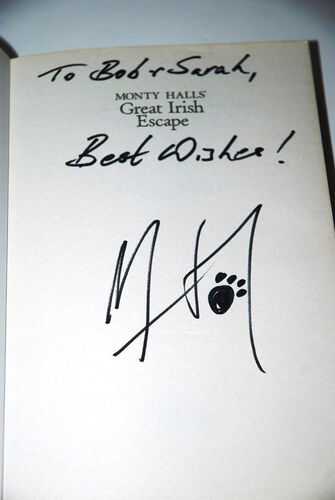 To Bob & Sarah,
MONTY HALLS'
Great Irish
Escape
Best Wishes!